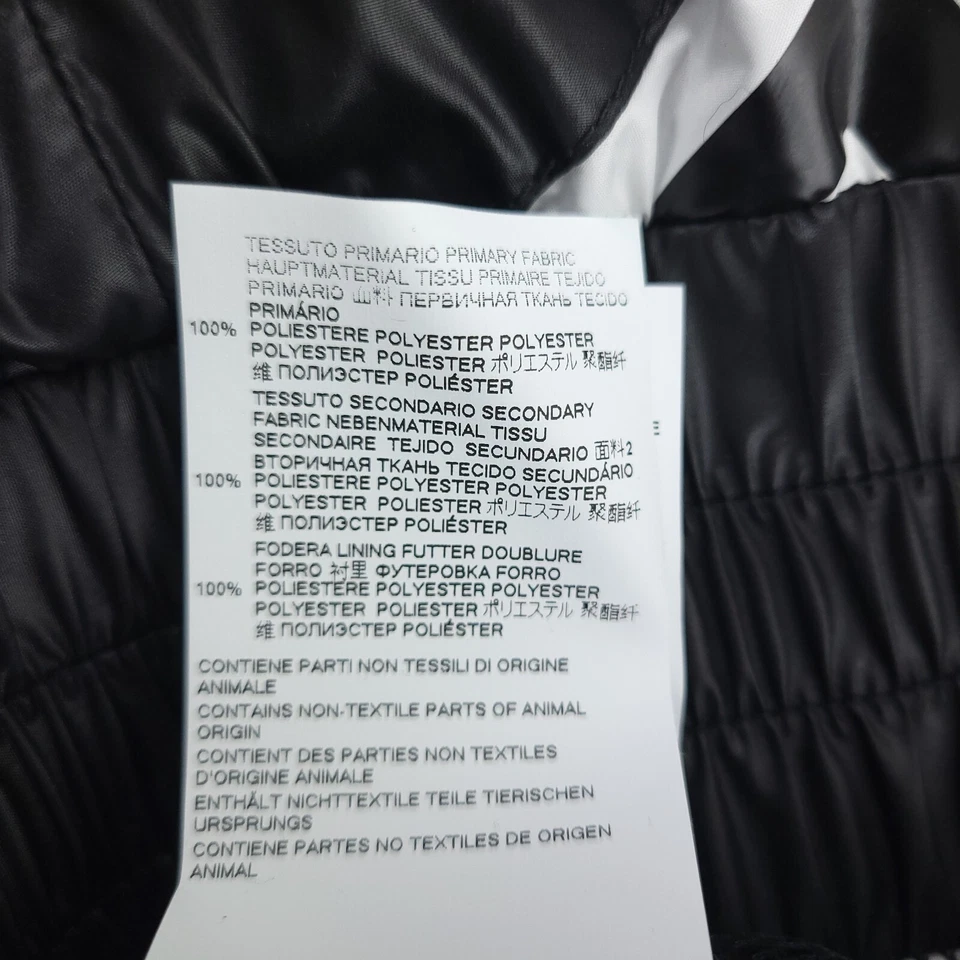 TESSUTO PRIMARIO PRIMARY FABRIC
HAUPTMATERIAL TISSU PRIMAIRE TEJIDO
PRIMARIO 面料 ПЕРВИЧНАЯ ТКАНЬ TECIDO
PRIMÁRIO
100% POLIESTERE POLYESTER POLYESTER
POLYESTER POLIESTER ポリエステル 聚酯纤
维 ПОЛИЭСТЕР POLIÉSTER
TESSUTO SECONDARIO SECONDARY
FABRIC NEBENMATERIAL TISSU
SECONDAIRE TEJIDO SECUNDARIO 面料2
ВТОРИЧНАЯ ТКАНЬ TECIDO SECUNDÁRIO
100% POLIESTERE POLYESTER POLYESTER
POLYESTER POLIESTER ポリエステル 聚酯纤
维 ПОЛИЭСТЕР POLIÉSTER
FODERA LINING FUTTER DOUBLURE
FORRO 衬里 ФУТЕРОВКА FORRO
100% POLIESTERE POLYESTER POLYESTER
POLYESTER POLIESTER ポリエステル 聚酯纤
维 ПОЛИЭСТЕР POLIÉSTER
CONTIENE PARTI NON TESSILI DI ORIGINE
ANIMALE
CONTAINS NON-TEXTILE PARTS OF ANIMAL
ORIGIN
CONTIENT DES PARTIES NON TEXTILES
D'ORIGINE ANIMALE
ENTHÄLT NICHTTEXTILE TEILE TIERISCHEN
URSPRUNGS
CONTIENE PARTES NO TEXTILES DE ORIGEN
ANIMAL